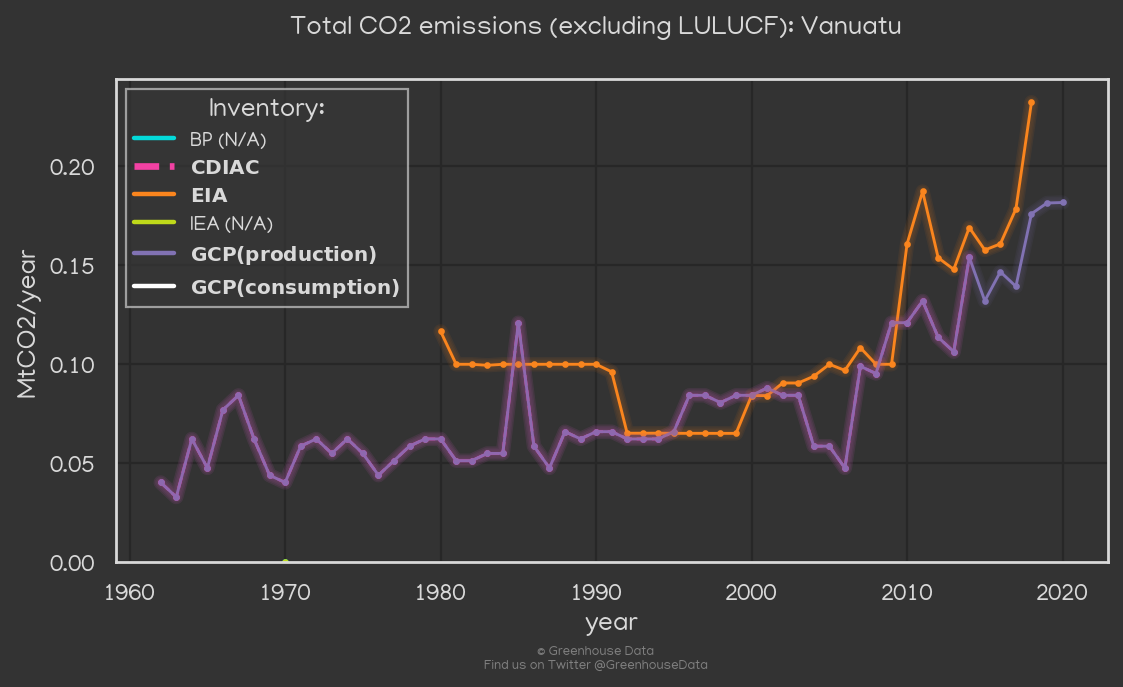 Total CO2 emissions (excluding LULUCF): Vanuatu
Inventory:
BP (N/A)
CDIAC
EIA
IEA (N/A)
GCP(production)
GCP(consumption)
MtCO2/year
0.20
0.15
0.10
0.05
0.00
1960 1970 1980 1990 2000 2010 2020
year
© Greenhouse Data
Find us on Twitter @GreenhouseData